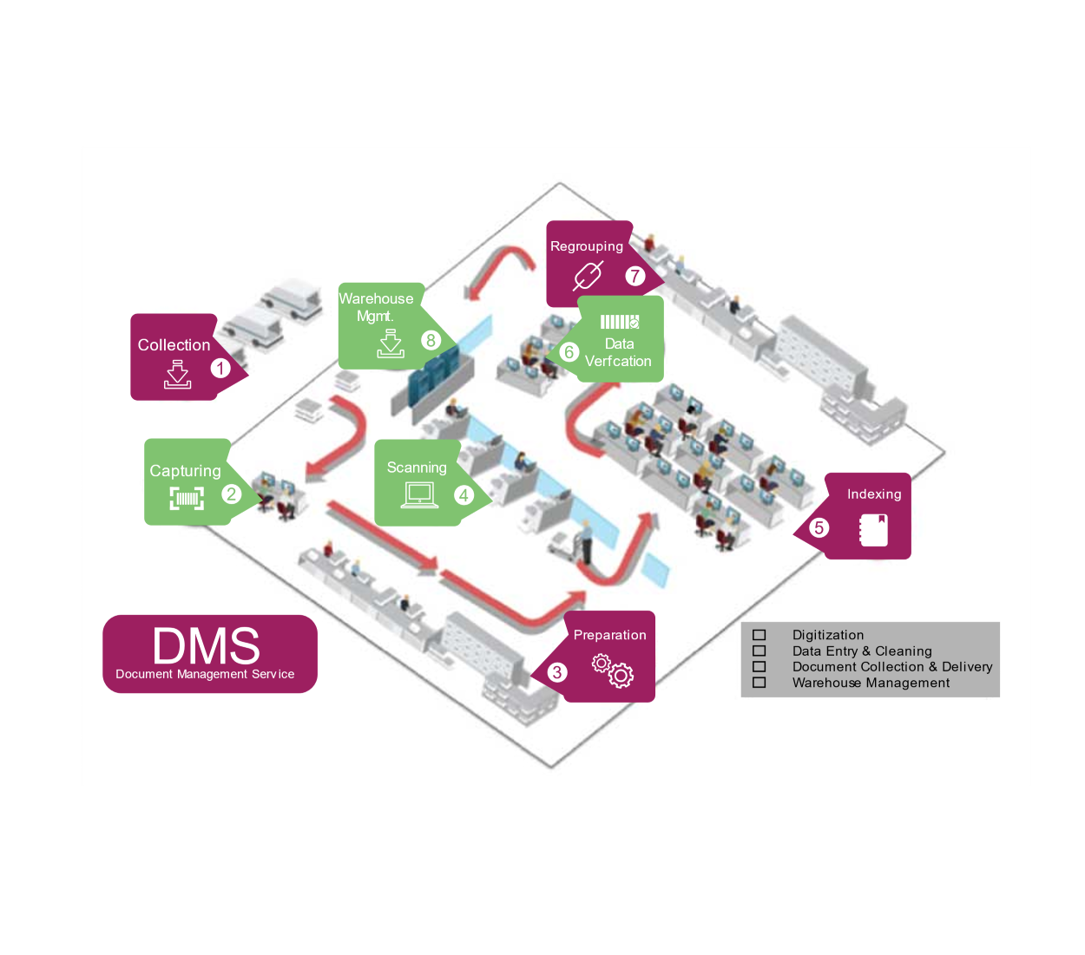 Regrouping
7
Warehouse
Mgmt.
8
Data
Verfcation
6
Collection
1
Capturing
2
Scanning
4
Indexing
5
Preparation
3
DMS
Document Management Service
Digitization
Data Entry & Cleaning
Document Collection & Delivery
Warehouse Management